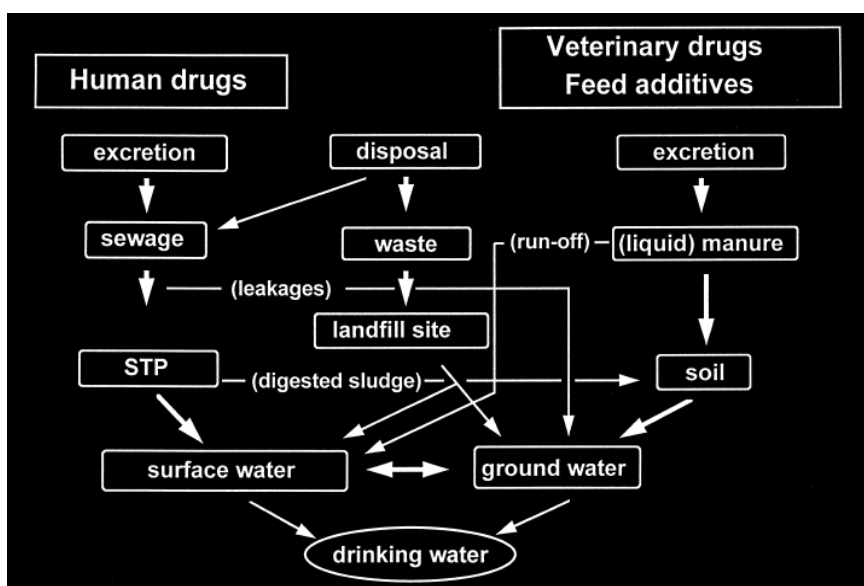 Human drugs
Veterinary drugs
Feed additives
excretion
disposal
excretion
sewage
waste
(run-off)
(liquid) manure
(leakages)
landfill site
STP
(digested sludge)
soil
surface water
ground water
drinking water